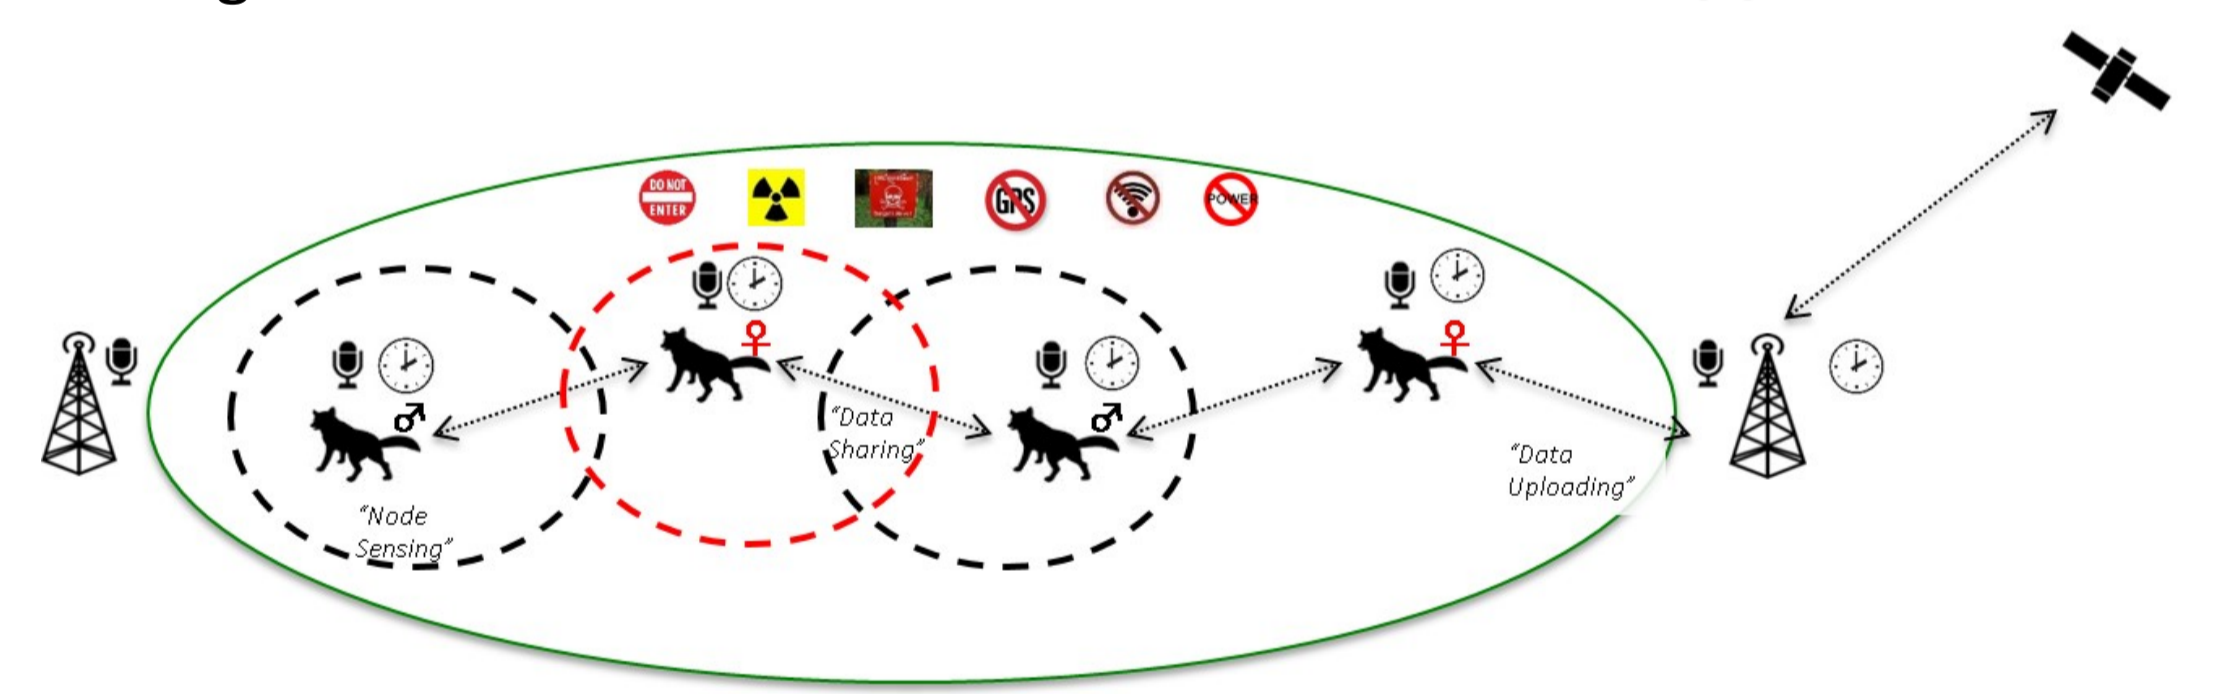 DO NOT
ENTER
GPS
POWER
“Data
Sharing”
“Data
Uploading”
“Node
Sensing”